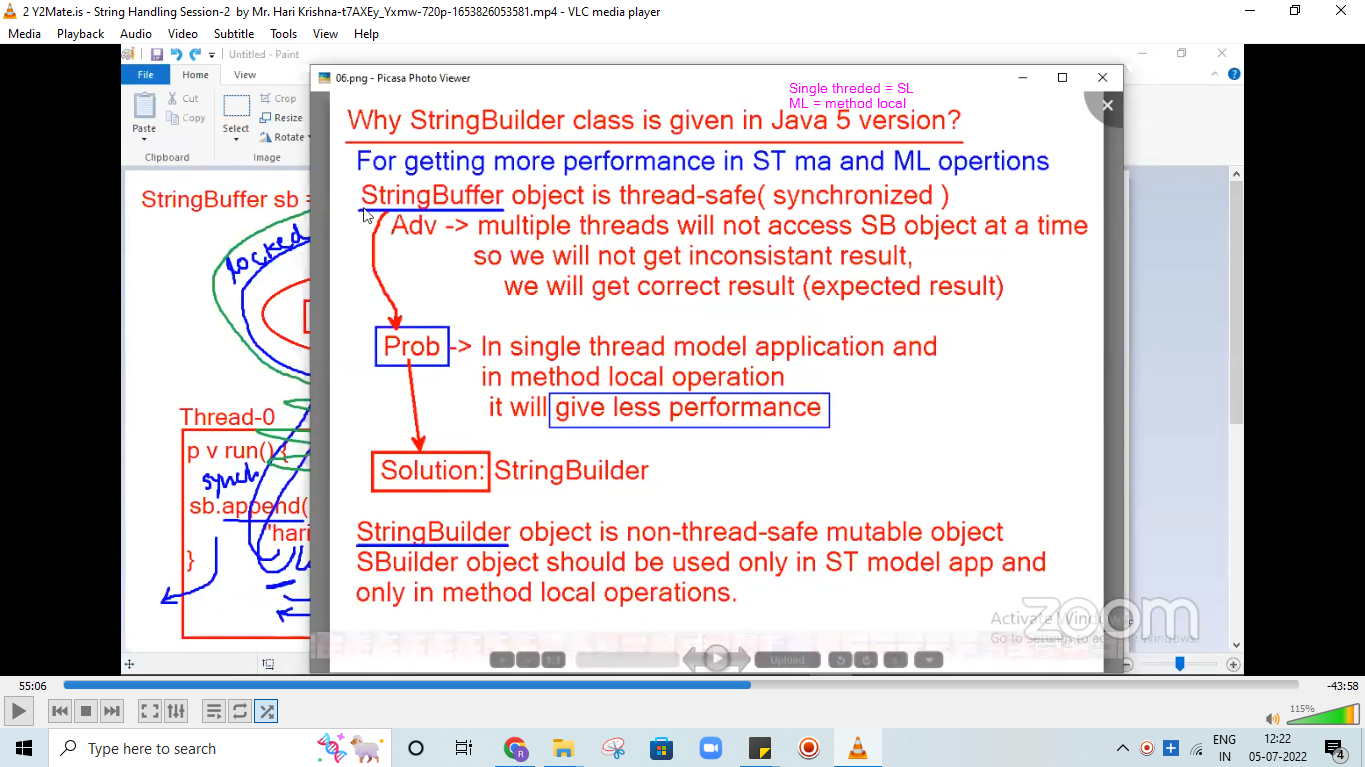 2 Y2Mate.is - String Handling Session-2 by Mr. Hari Krishna-t7AXEy_Yxmw-720p-1653826053581.mp4 - VLC media player
Media Playback Audio Video Subtitle Tools View Help
Untitled - Paint
File Home View
Paste
Cut
Copy
Clipboard
Select
Crop
Resize
Rotate
Image
StringBuffer sb =
locked
Thread-0
p v run() {
synch
sb.append(
"hari
}
06.png - Picasa Photo Viewer
Single threded = SL
ML = method local
Why StringBuilder class is given in Java 5 version?
For getting more performance in ST ma and ML opertions
StringBuffer object is thread-safe( synchronized )
Adv -> multiple threads will not access SB object at a time
so we will not get inconsistant result,
we will get correct result (expected result)
Prob -> In single thread model application and
in method local operation
it will give less performance
Solution: StringBuilder
StringBuilder object is non-thread-safe mutable object
SBuilder object should be used only in ST model app and
only in method local operations.
zoom
Activate Windows
Go to Settings to activate Windows.
1:1
Upload
55:06
-43:58
115%
Type here to search
ENG
IN
12:22
05-07-2022
4